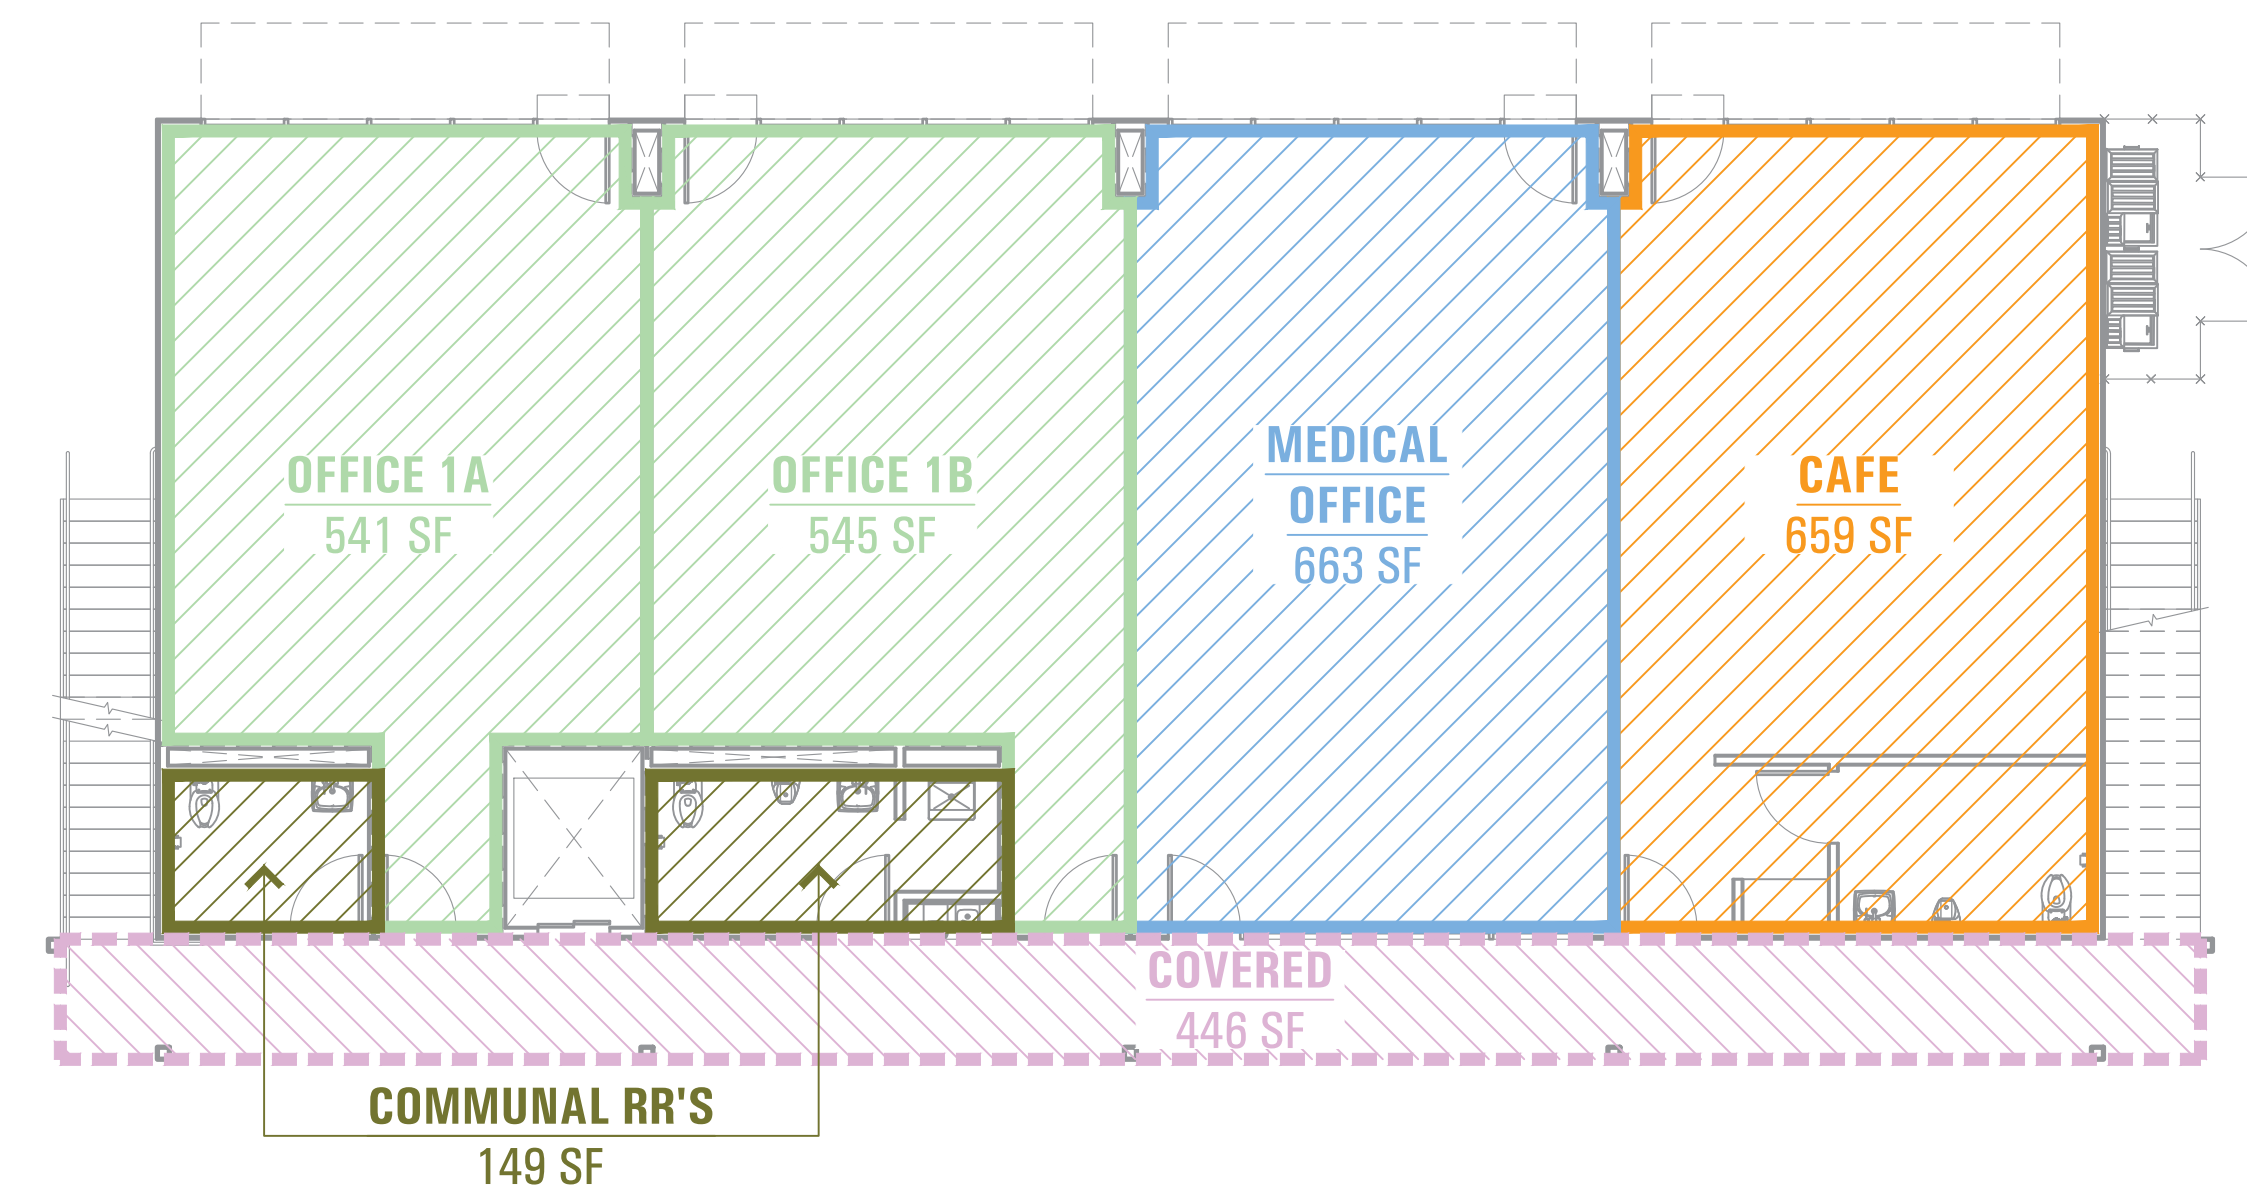 OFFICE 1A
541 SF
OFFICE 1B
545 SF
MEDICAL
OFFICE
663 SF
CAFE
659 SF
COVERED
446 SF
COMMUNAL RR'S
149 SF